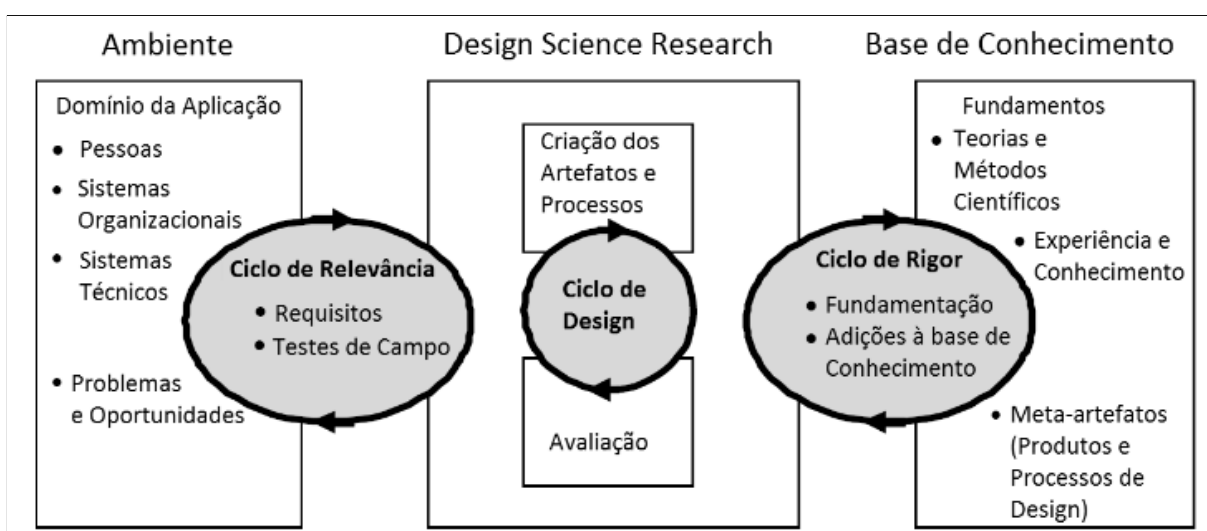 Ambiente
Design Science Research
Base de Conhecimento
Domínio da Aplicação
• Pessoas
• Sistemas
Organizacionais
• Sistemas
Técnicos
• Problemas
e Oportunidades
Ciclo de Relevância
• Requisitos
• Testes de Campo
Criação dos
Artefatos e
Processos
Ciclo de
Design
Avaliação
Ciclo de Rigor
• Fundamentação
• Adições à base de
Conhecimento
Fundamentos
• Teorias e
Métodos
Científicos
• Experiência e
Conhecimento
• Meta-artefatos
(Produtos e
Processos de
Design)